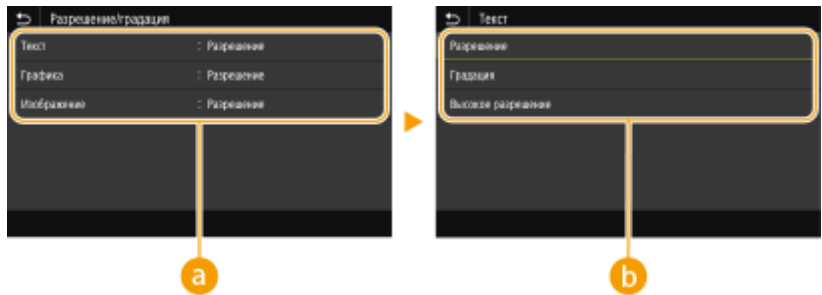 Разрешение/градация
Текст : Разрешение
Графика : Разрешение
Изображение : Разрешение
a
Текст
Разрешение
Градация
Высокое разрешение
b